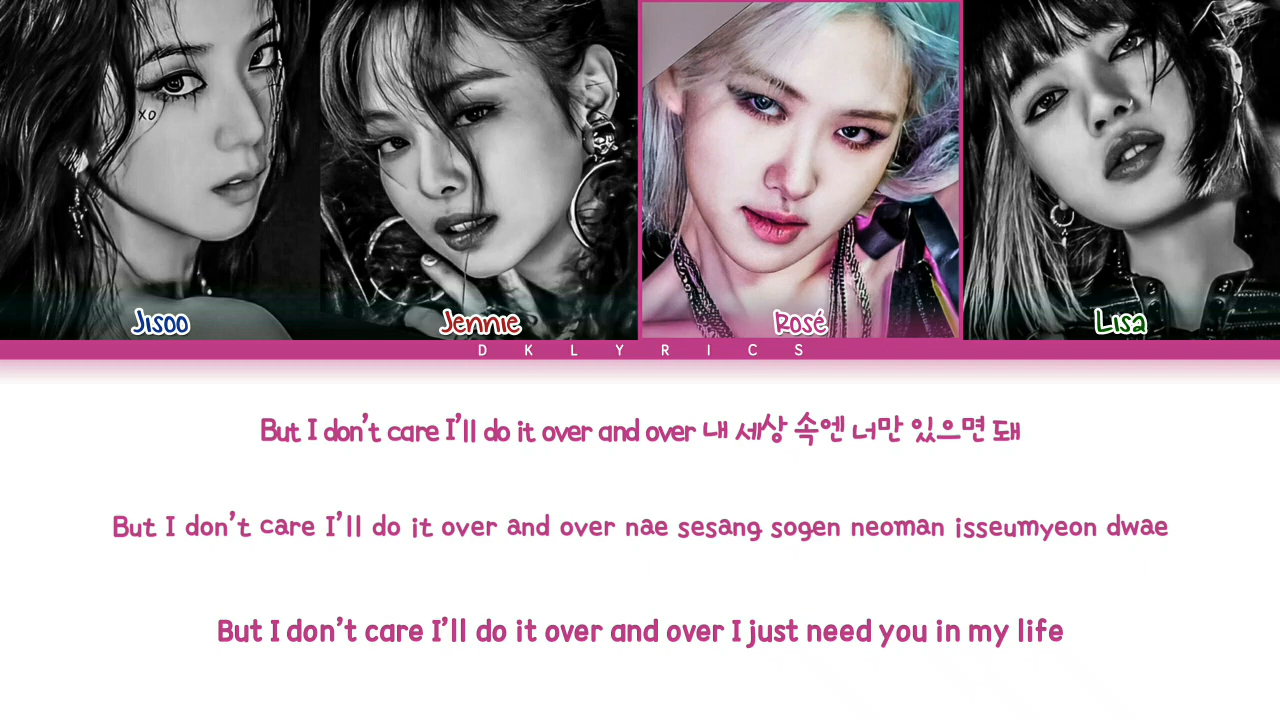 xo
Jisoo
Jennie
Rosé
Lisa
DKLYRICS
But I don't care I'll do it over and over 내 세상 속엔 너만 있으면 돼
But I don't care I'll do it over and over nae sesang sogen neoman isseumyeon dwae
But I don't care I'll do it over and over I just need you in my life